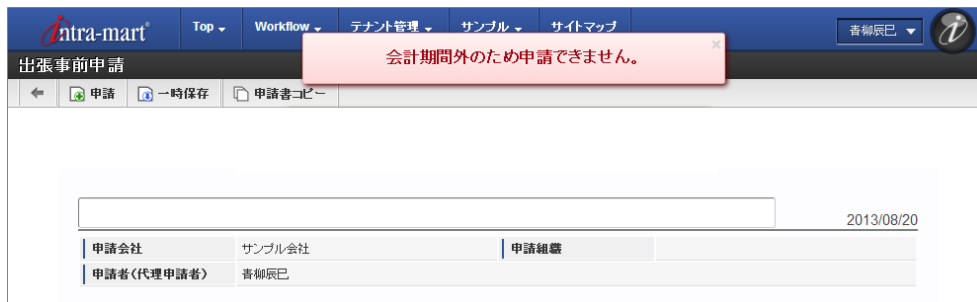 intra-mart® Top Workflow テナント管理 サンプル サイトマップ 青柳辰巳
会計期間外のため申請できません。 ×
出張事前申請
申請 一時保存 申請書コピー
2013/08/20
申請会社 サンプル会社 申請組織
申請者(代理申請者) 青柳辰巳